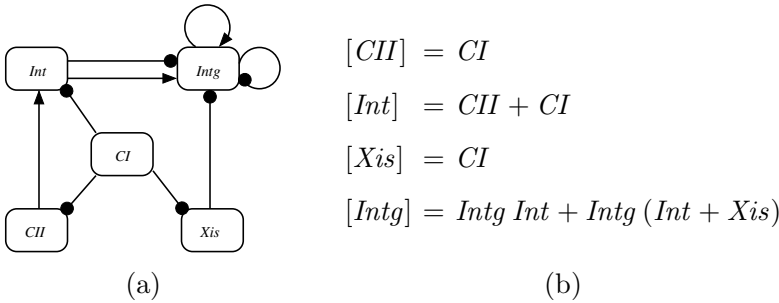 Int
Intg
CI
CII
Xis
(a)
[CII] = CI
[Int] = CII + CI
[Xis] = CI
[Intg] = Intg Int + Intg (Int + Xis)
(b)